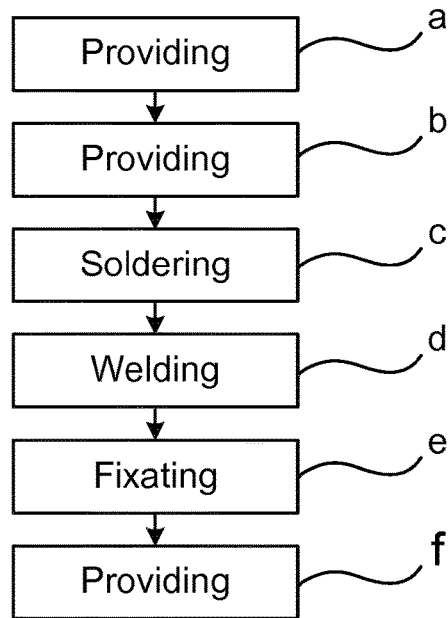 a
Providing
b
Providing
c
Soldering
d
Welding
e
Fixating
f
Providing